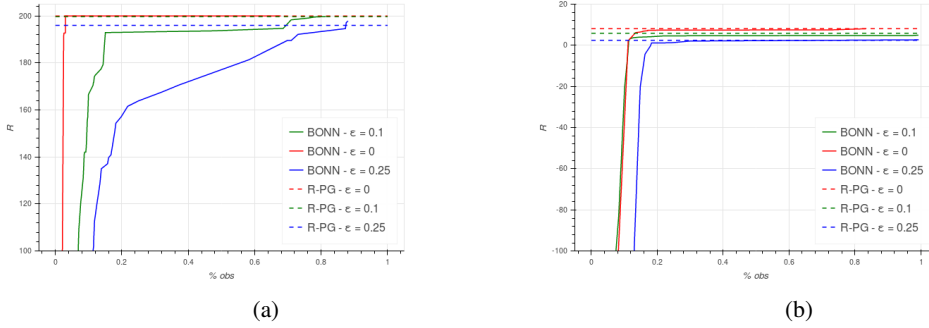 200
180
160
140
120
100
R
0
0.2
0.4
0.6
0.8
1
% obs
BONN - ε = 0.1
BONN - ε = 0
BONN - ε = 0.25
R-PG - ε = 0
R-PG - ε = 0.1
R-PG - ε = 0.25
(a)
20
0
-20
-40
-60
-80
-100
R
0
0.2
0.4
0.6
0.8
1
% obs
BONN - ε = 0.1
BONN - ε = 0
BONN - ε = 0.25
R-PG - ε = 0
R-PG - ε = 0.1
R-PG - ε = 0.25
(b)